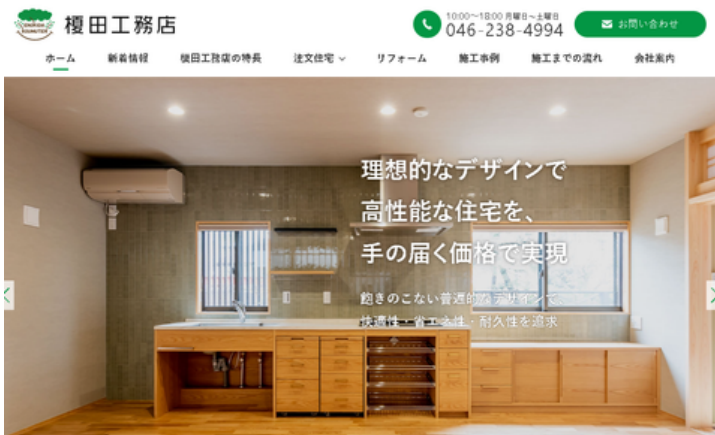 榎田工務店
10:00〜18:00 月曜日〜土曜日
046-238-4994
お問い合わせ
ホーム
新着情報
榎田工務店の特長
注文住宅
リフォーム
施工事例
施工までの流れ
会社案内
理想的なデザインで
高性能な住宅を、
手の届く価格で実現
飽きのこない普遍的なデザインで、
快適性・省エネ性・耐久性を追求